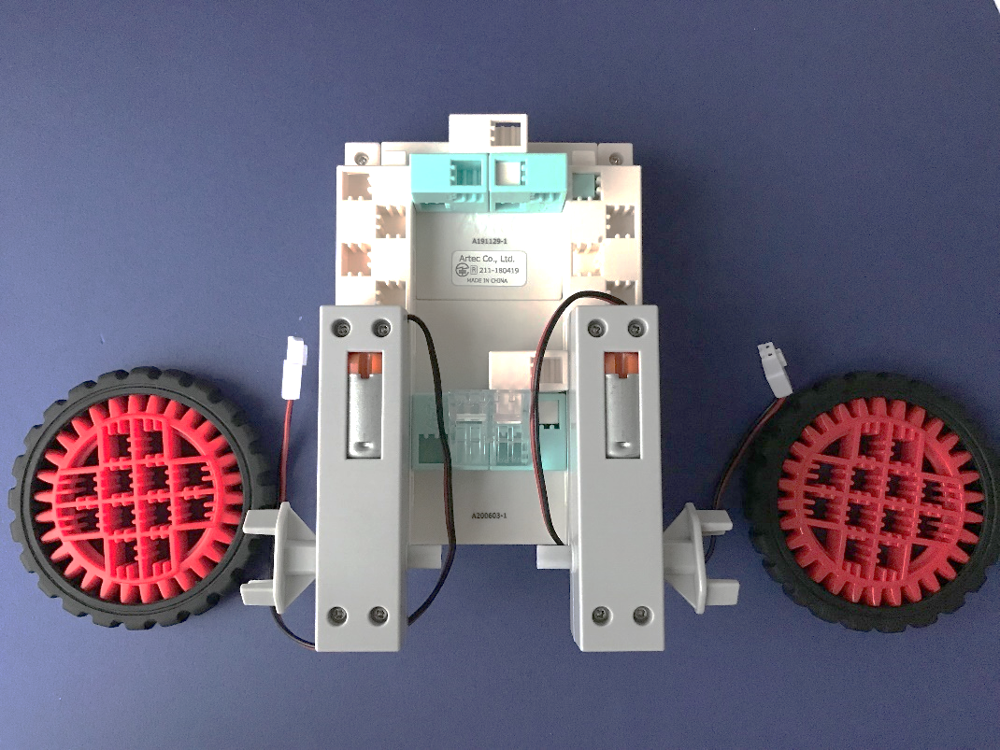 A191129-1
Artec Co., Ltd.
R 211-180419
MADE IN CHINA
A200603-1